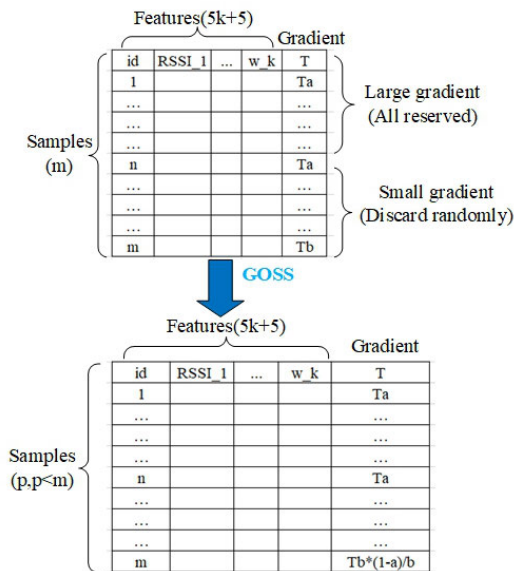 Features(5k+5)
Gradient
id RSSI_1 ... w_k T
1 Ta
... ...
... ...
... ...
n Ta
... ...
... ...
... ...
m Tb
Samples
(m)
Large gradient
(All reserved)
Small gradient
(Discard randomly)
GOSS
Features(5k+5)
Gradient
id RSSI_1 ... w_k T
1 Ta
... ...
... ...
... ...
n Ta
... ...
... ...
... ...
m Tb*(1-a)/b
Samples
(p,p<m)